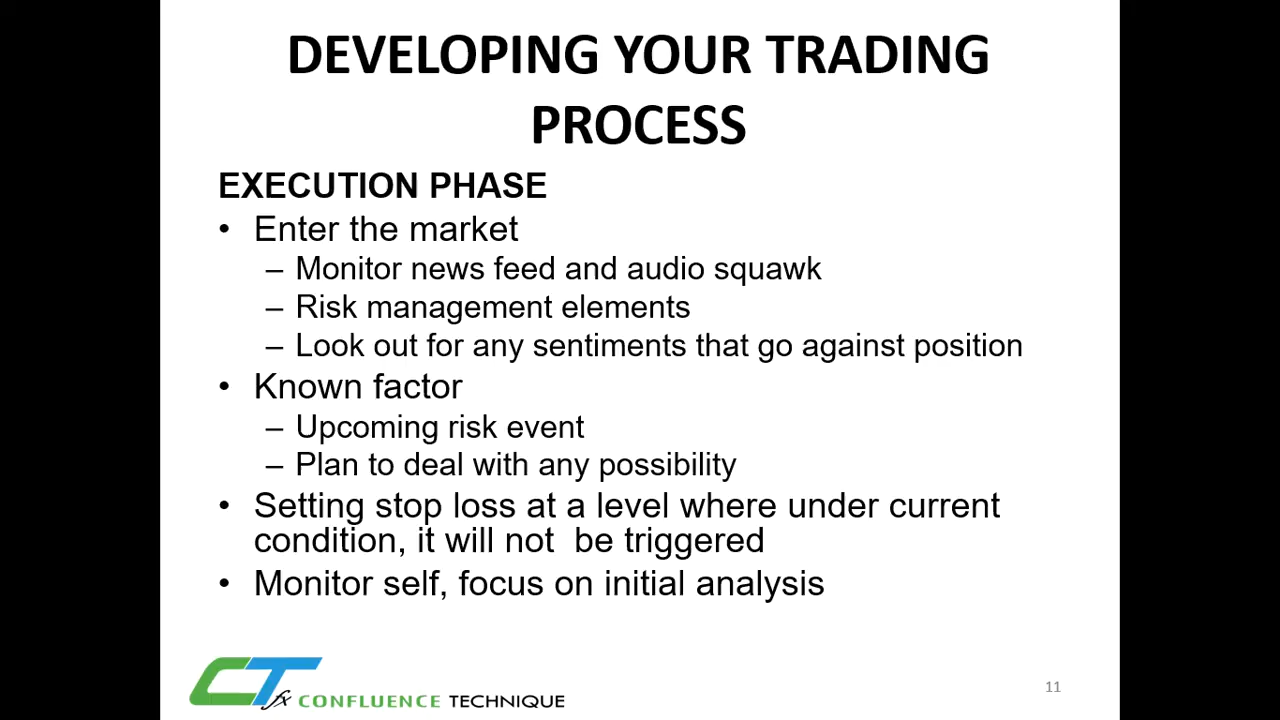 DEVELOPING YOUR TRADING
PROCESS
EXECUTION PHASE
• Enter the market
– Monitor news feed and audio squawk
– Risk management elements
– Look out for any sentiments that go against position
• Known factor
– Upcoming risk event
– Plan to deal with any possibility
• Setting stop loss at a level where under current
condition, it will not  be triggered
• Monitor self, focus on initial analysis
CT fx CONFLUENCE TECHNIQUE
11